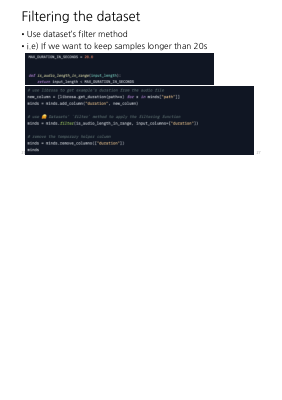 Filtering the dataset
• Use dataset's filter method
• i.e) If we want to keep samples longer than 20s
MAX_DURATION_IN_SECONDS = 20.0
def is_audio_length_in_range(input_length):
return input_length < MAX_DURATION_IN_SECONDS
# use librosa to get example's duration from the audio file
new_column = [librosa.get_duration(path=x) for x in minds["path"]]
minds = minds.add_column("duration", new_column)
# use 🤗 Datasets' `filter` method to apply the filtering function
minds = minds.filter(is_audio_length_in_range, input_columns=["duration"])
# remove the temporary helper column
minds = minds.remove_columns(["duration"])
minds